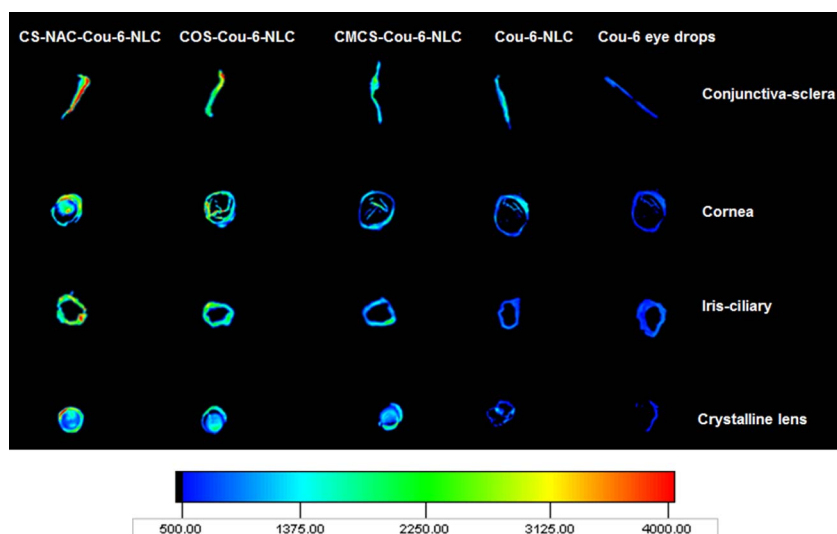 CS-NAC-Cou-6-NLC COS-Cou-6-NLC CMCS-Cou-6-NLC Cou-6-NLC Cou-6 eye drops
Conjunctiva-sclera
Cornea
Iris-ciliary
Crystalline lens
500.00 1375.00 2250.00 3125.00 4000.00